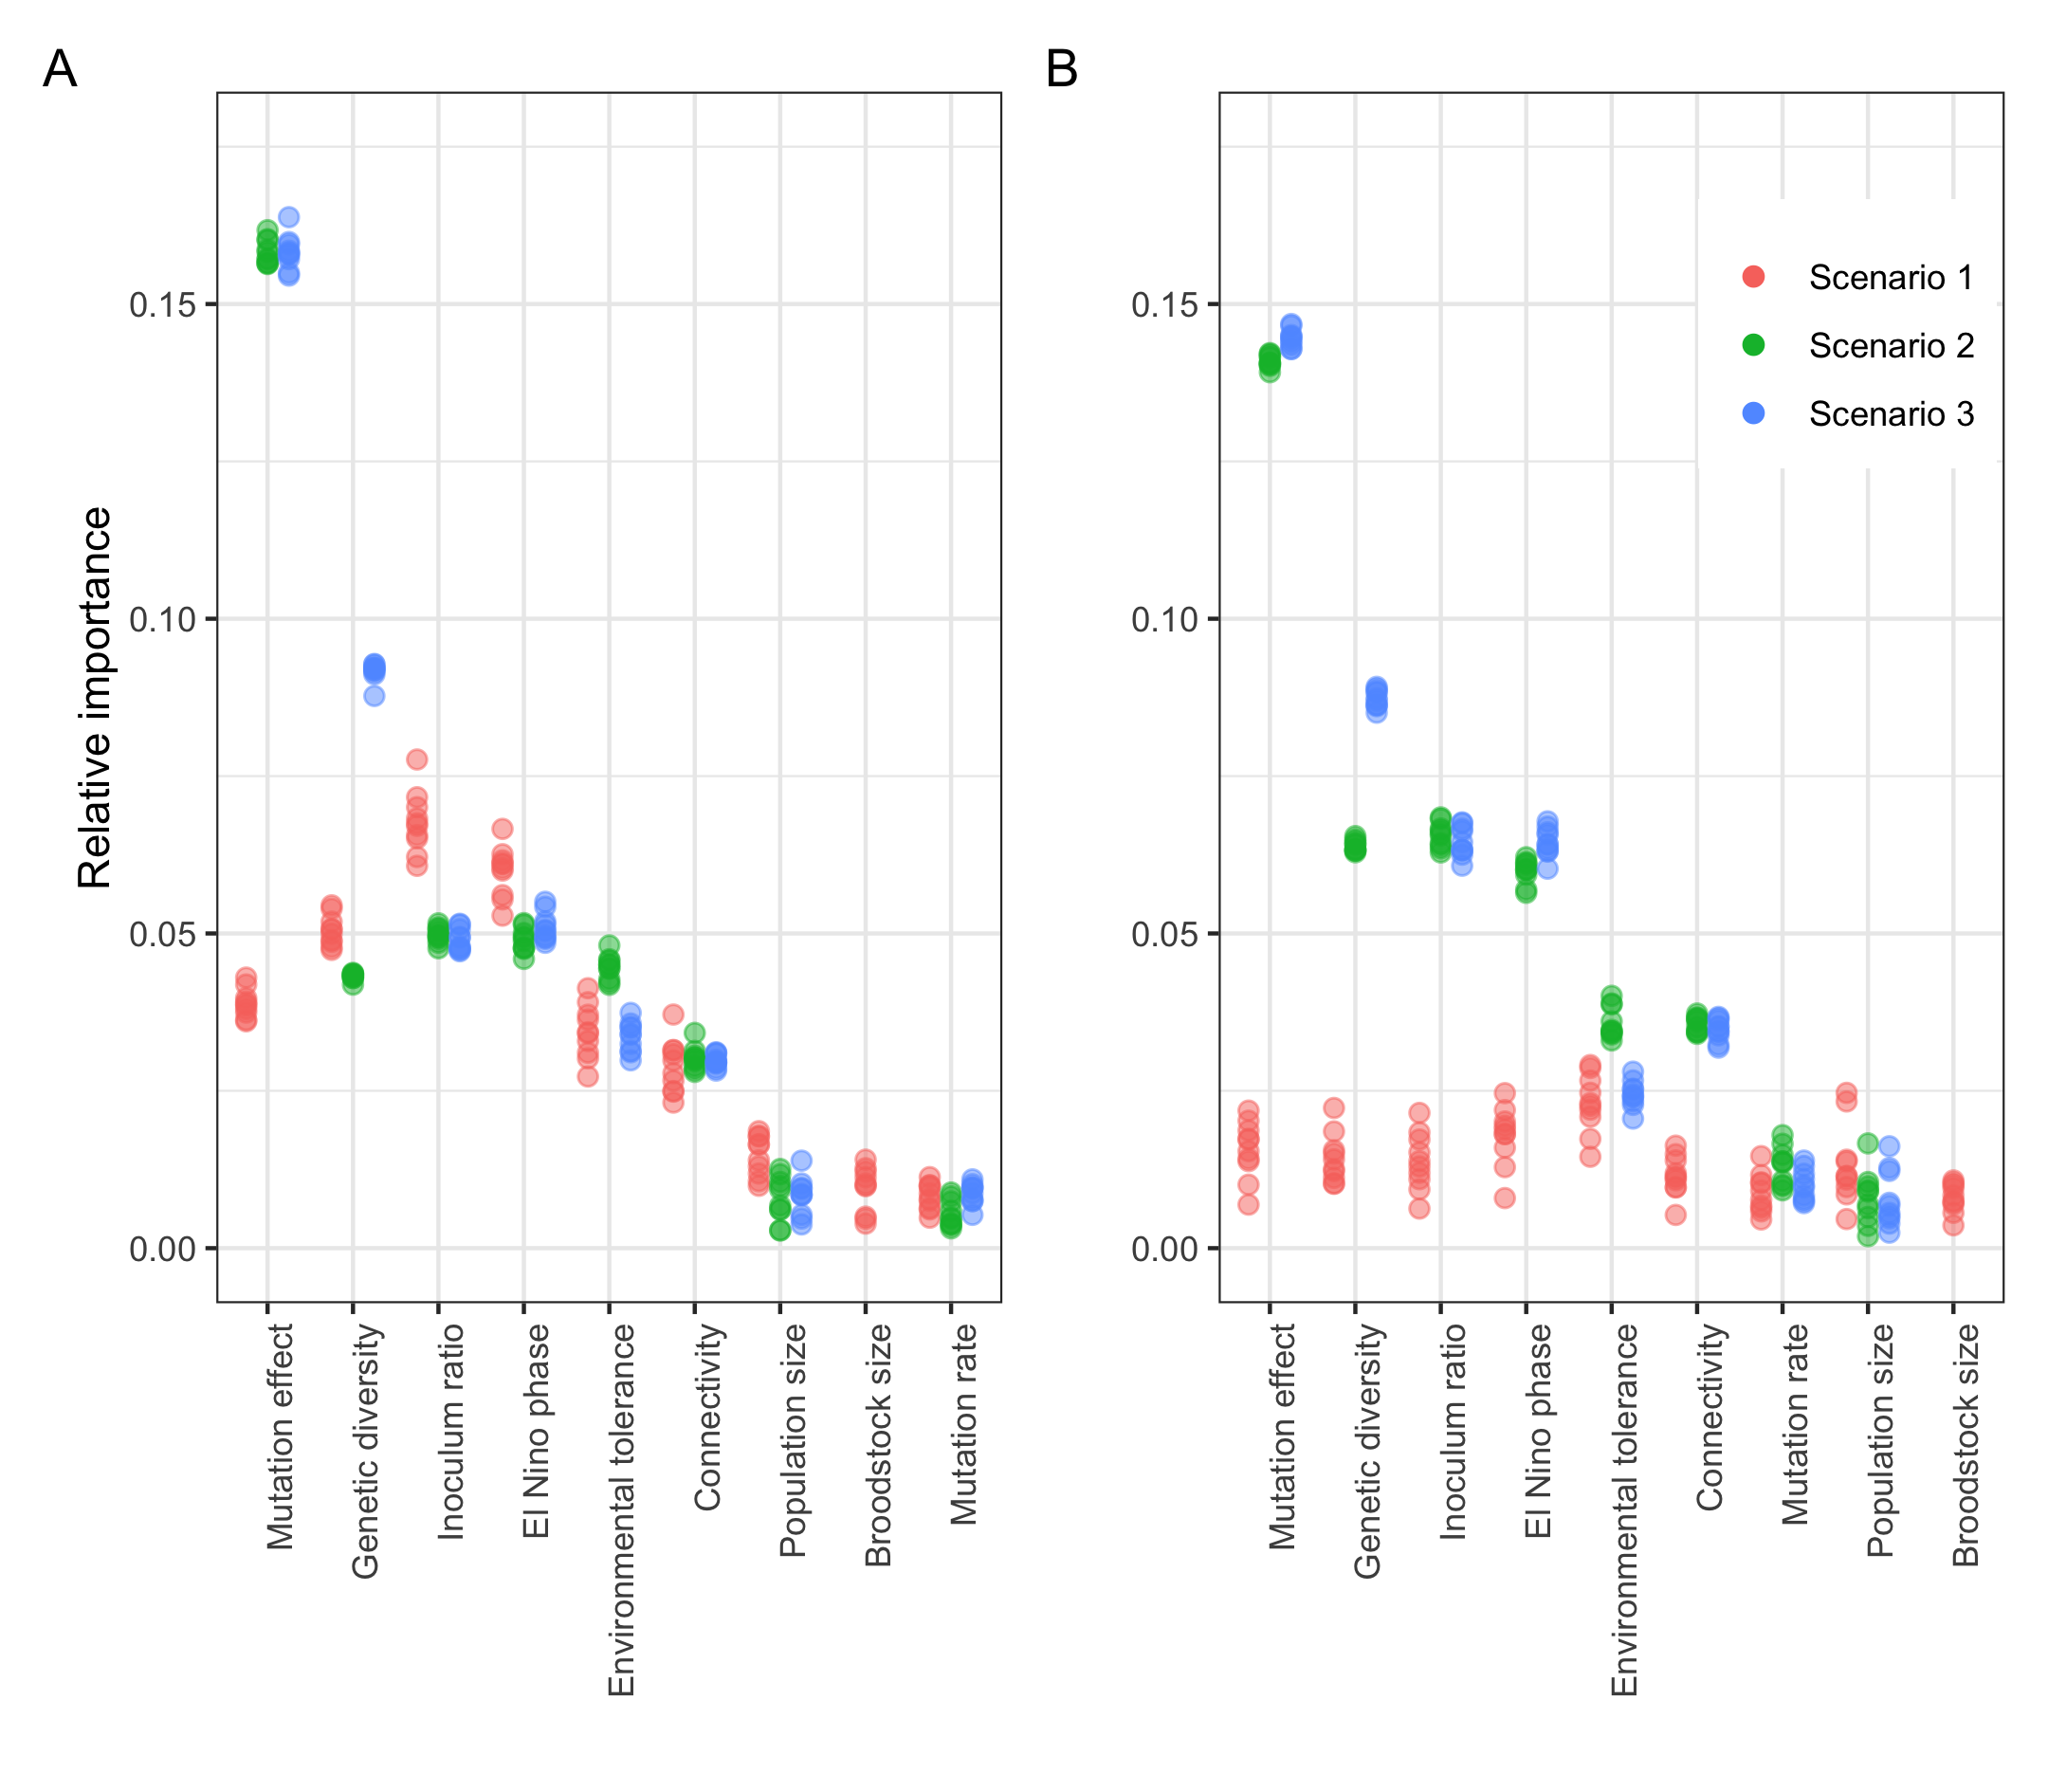 A
B
Relative importance
0.15
0.10
0.05
0.00
Mutation effect
Genetic diversity
Inoculum ratio
El Nino phase
Environmental tolerance
Connectivity
Population size
Broodstock size
Mutation rate
0.15
0.10
0.05
0.00
Scenario 1
Scenario 2
Scenario 3
Mutation effect
Genetic diversity
Inoculum ratio
El Nino phase
Environmental tolerance
Connectivity
Mutation rate
Population size
Broodstock size